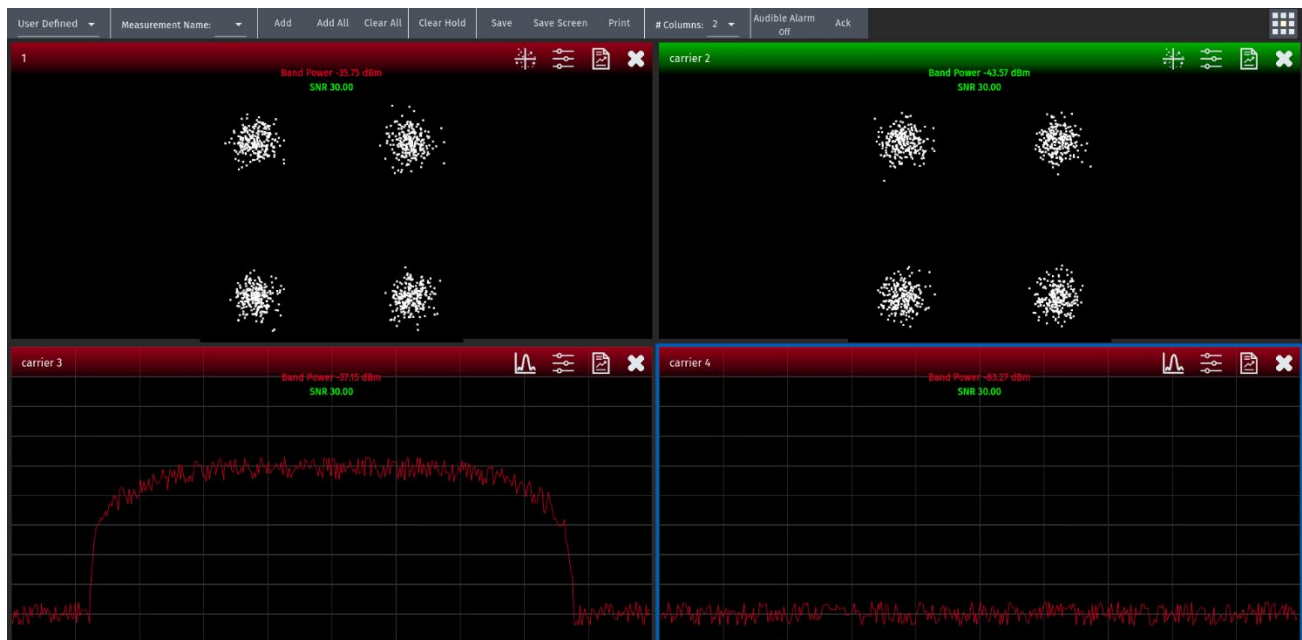 User Defined
Measurement Name:
Add
Add All
Clear All
Clear Hold
Save
Save Screen
Print
# Columns: 2
Audible Alarm
Off
Ack
1
Band Power -35.75 dBm
SNR 30.00
carrier 2
Band Power -43.57 dBm
SNR 30.00
carrier 3
Band Power -37.15 dBm
SNR 30.00
carrier 4
Band Power -83.27 dBm
SNR 30.00